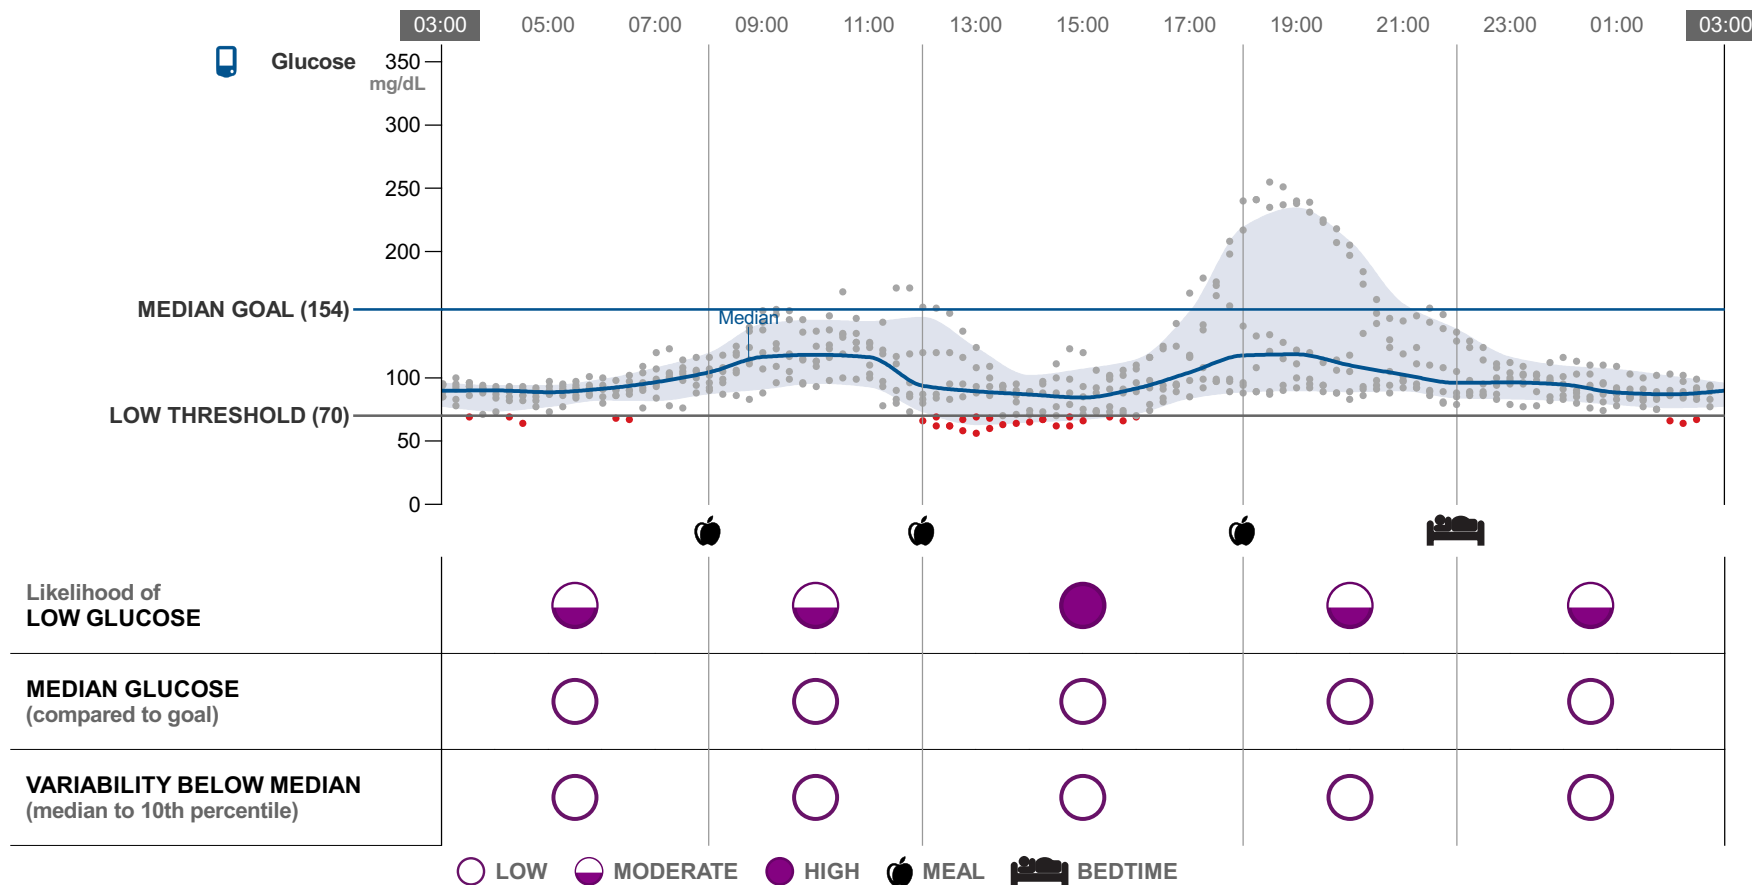 03:00 05:00 07:00 09:00 11:00 13:00 15:00 17:00 19:00 21:00 23:00 01:00 03:00
Glucose
350
mg/dL
300
250
200
MEDIAN GOAL (154)
Median
100
LOW THRESHOLD (70)
50
0
Likelihood of
LOW GLUCOSE
MEDIAN GLUCOSE
(compared to goal)
VARIABILITY BELOW MEDIAN
(median to 10th percentile)
LOW MODERATE HIGH MEAL BEDTIME